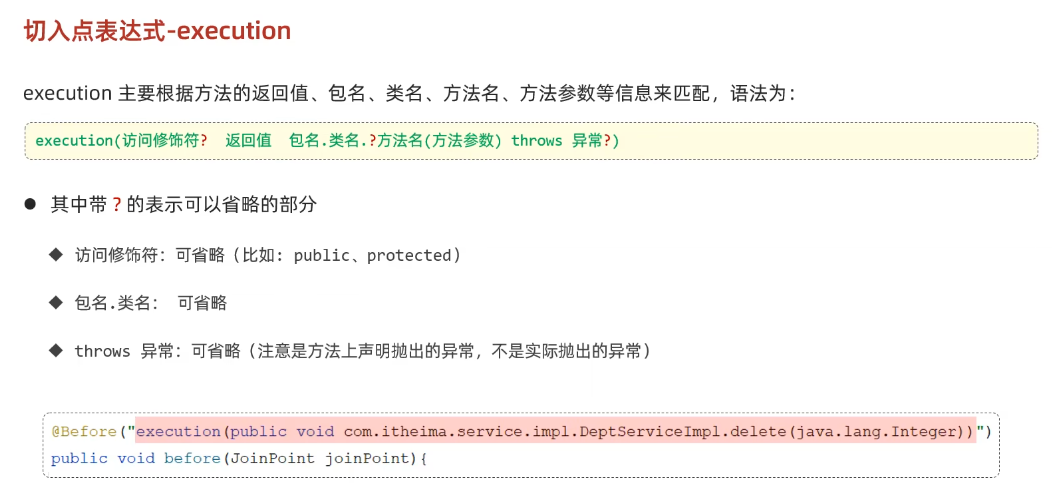 切入点表达式-execution
execution 主要根据方法的返回值、包名、类名、方法名、方法参数等信息来匹配，语法为：
execution(访问修饰符? 返回值 包名.类名.?方法名(方法参数) throws 异常?)
● 其中带 ? 的表示可以省略的部分
◆ 访问修饰符：可省略（比如: public、protected）
◆ 包名.类名： 可省略
◆ throws 异常：可省略（注意是方法上声明抛出的异常，不是实际抛出的异常）
@Before("execution(public void com.itheima.service.impl.DeptServiceImpl.delete(java.lang.Integer))")
public void before(JoinPoint joinPoint){